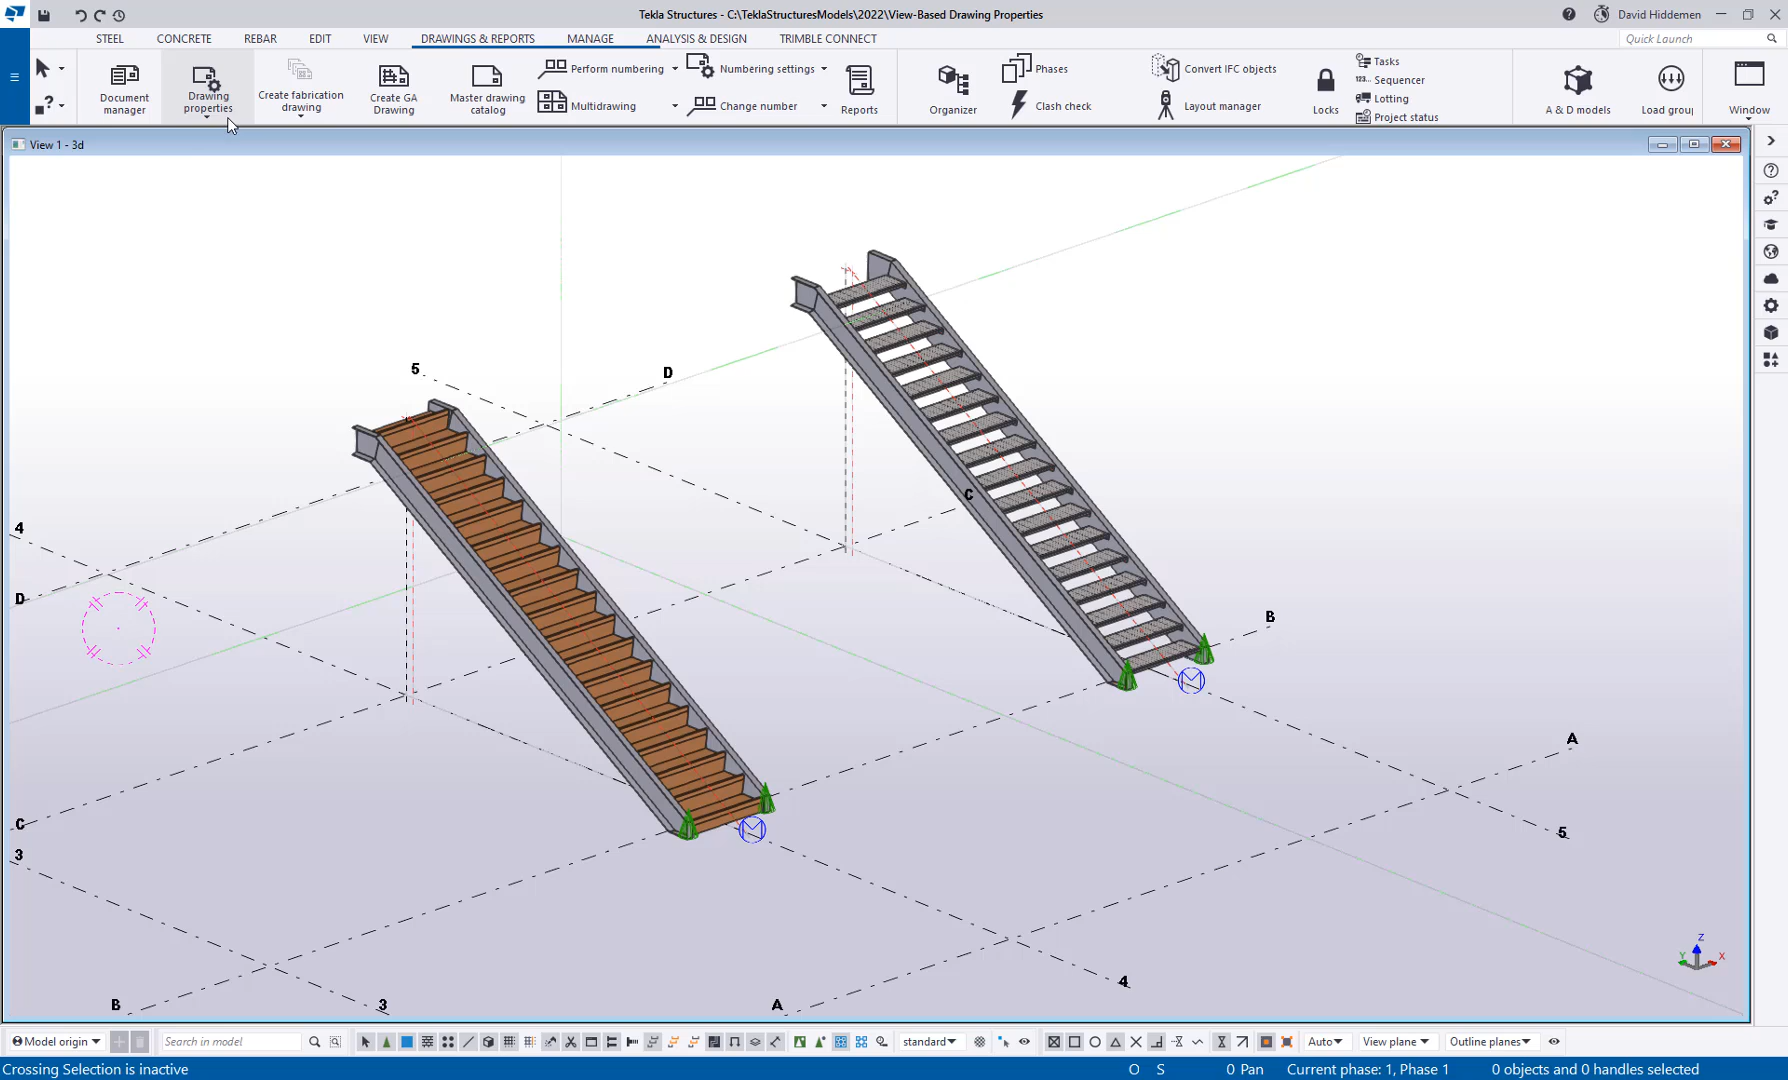 Tekla Structures - C:\TeklaStructuresModels\2022\View-Based Drawing Properties
David Hiddemen
STEEL
CONCRETE
REBAR
EDIT
VIEW
DRAWINGS & REPORTS
MANAGE
ANALYSIS & DESIGN
TRIMBLE CONNECT
Quick Launch
Document
manager
Drawing
properties
Create fabrication
drawing
Create GA
Drawing
Master drawing
catalog
Perform numbering
Multidrawing
Numbering settings
Change number
Reports
Organizer
Phases
Clash check
Convert IFC objects
Layout manager
Locks
Tasks
123... Sequencer
Lotting
Project status
A & D models
Load grou
Window
View 1 - 3d
5
D
C
4
D
B
A
C
3
5
4
B
3
A
Z
Y
X
Model origin
Search in model
standard
Auto
View plane
Outline planes
Crossing Selection is inactive
O
S
0 Pan
Current phase: 1, Phase 1
0 objects and 0 handles selected